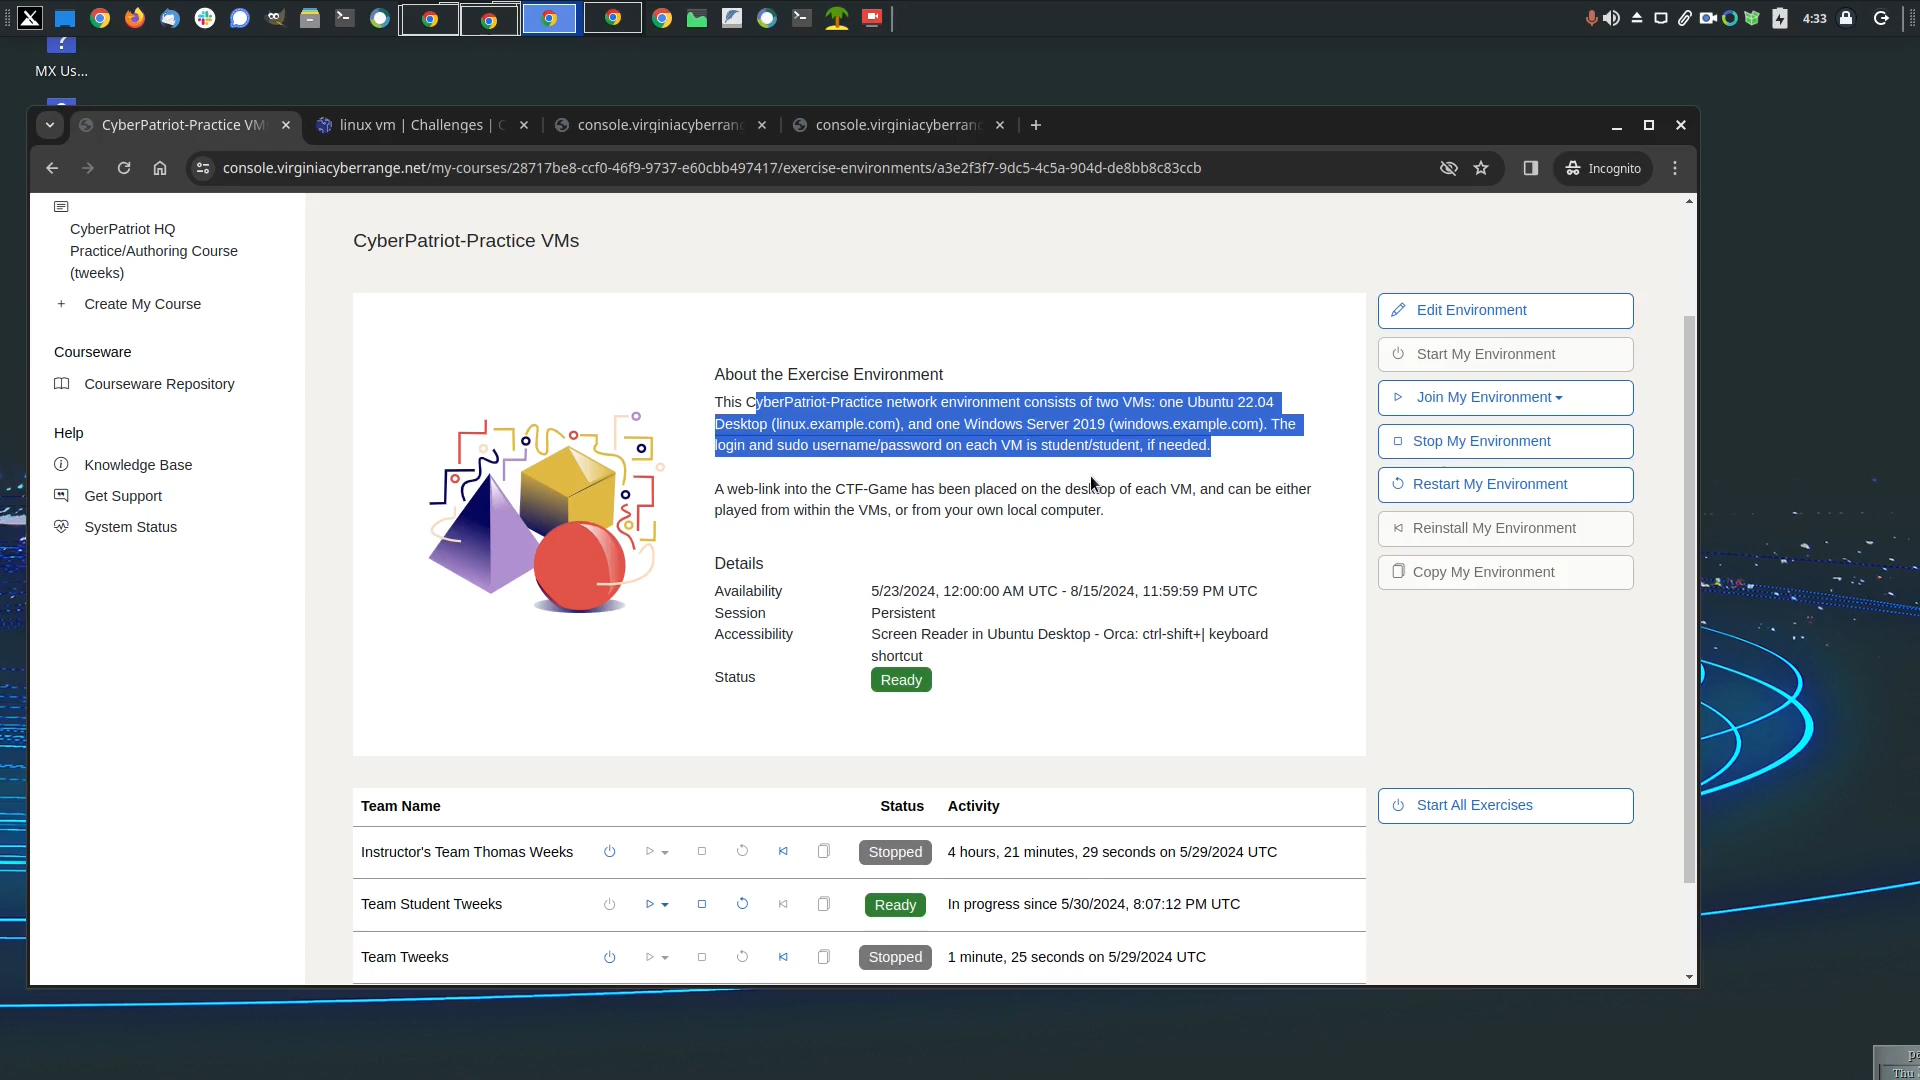 4:33
MX Us...
CyberPatriot-Practice VM
linux vm | Challenges | C
console.virginiacyberran
console.virginiacyberran
console.virginiacyberrange.net/my-courses/28717be8-ccf0-46f9-9737-e60cbb497417/exercise-environments/a3e2f3f7-9dc5-4c5a-904d-de8bb8c83ccb
Incognito
CyberPatriot HQ
Practice/Authoring Course
(tweeks)
+ Create My Course
Courseware
Courseware Repository
Help
Knowledge Base
Get Support
System Status
CyberPatriot-Practice VMs
About the Exercise Environment
This CyberPatriot-Practice network environment consists of two VMs: one Ubuntu 22.04
Desktop (linux.example.com), and one Windows Server 2019 (windows.example.com). The
login and sudo username/password on each VM is student/student, if needed.
A web-link into the CTF-Game has been placed on the desktop of each VM, and can be either
played from within the VMs, or from your own local computer.
Details
Availability 5/23/2024, 12:00:00 AM UTC - 8/15/2024, 11:59:59 PM UTC
Session Persistent
Accessibility Screen Reader in Ubuntu Desktop - Orca: ctrl-shift+| keyboard
shortcut
Status Ready
Edit Environment
Start My Environment
Join My Environment
Stop My Environment
Restart My Environment
Reinstall My Environment
Copy My Environment
Team Name Status Activity
Instructor's Team Thomas Weeks Stopped 4 hours, 21 minutes, 29 seconds on 5/29/2024 UTC
Team Student Tweeks Ready In progress since 5/30/2024, 8:07:12 PM UTC
Team Tweeks Stopped 1 minute, 25 seconds on 5/29/2024 UTC
Start All Exercises
Thu